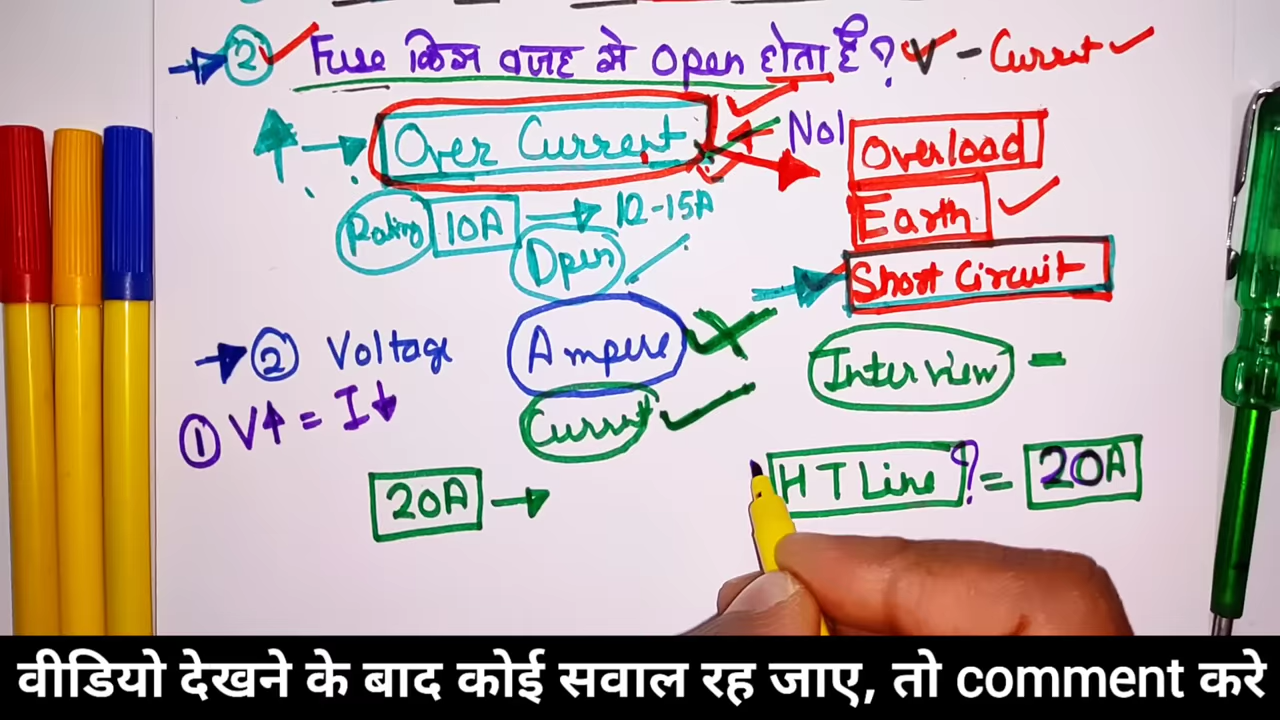 ② Fuse किस वजह से Open होता है? V - Current
Over Current No1 Overload
Earth
Rating 10A → 12-15A
Open Short Circuit
② Voltage Ampere Interview -
① V↑ = I↓ Current
20A → HT Line? = 20A
वीडियो देखने के बाद कोई सवाल रह जाए, तो comment करे